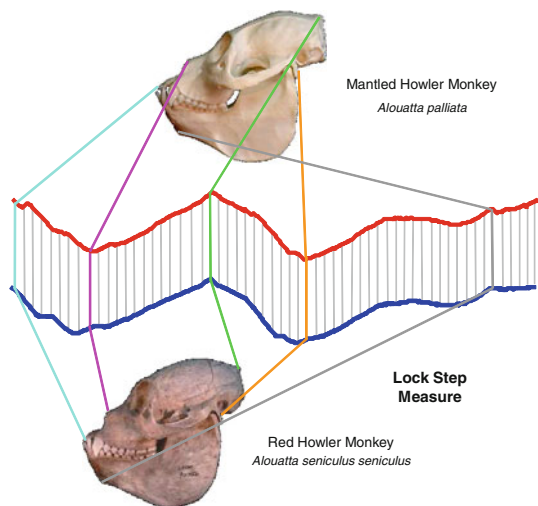 Mantled Howler Monkey
Alouatta palliata
Lock Step
Measure
Red Howler Monkey
Alouatta seniculus seniculus